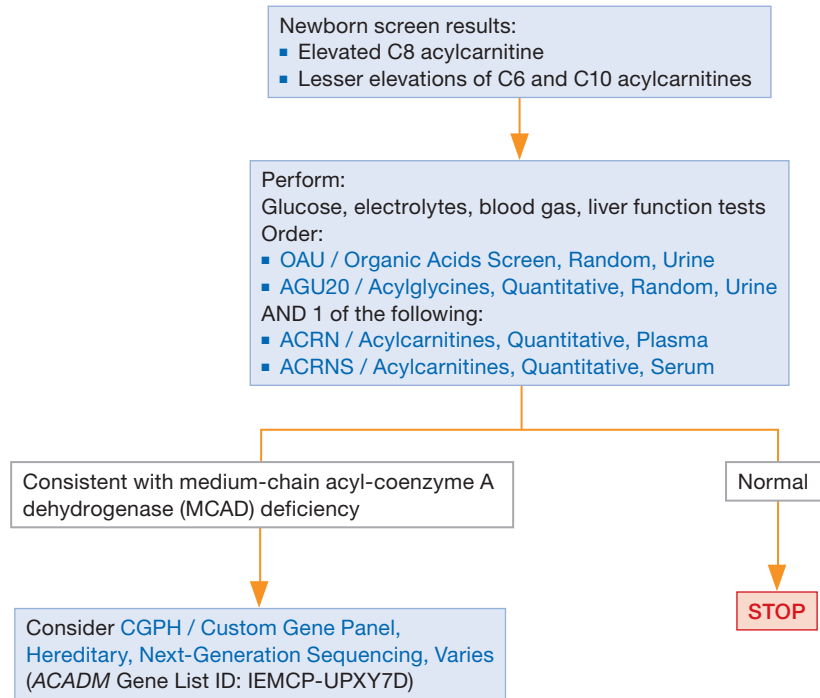 Newborn screen results:
▪ Elevated C8 acylcarnitine
▪ Lesser elevations of C6 and C10 acylcarnitines
Perform:
Glucose, electrolytes, blood gas, liver function tests
Order:
▪ OAU / Organic Acids Screen, Random, Urine
▪ AGU20 / Acylglycines, Quantitative, Random, Urine
AND 1 of the following:
▪ ACRN / Acylcarnitines, Quantitative, Plasma
▪ ACRNS / Acylcarnitines, Quantitative, Serum
Consistent with medium-chain acyl-coenzyme A
dehydrogenase (MCAD) deficiency
Normal
STOP
Consider CGPH / Custom Gene Panel,
Hereditary, Next-Generation Sequencing, Varies
(ACADM Gene List ID: IEMCP-UPXY7D)